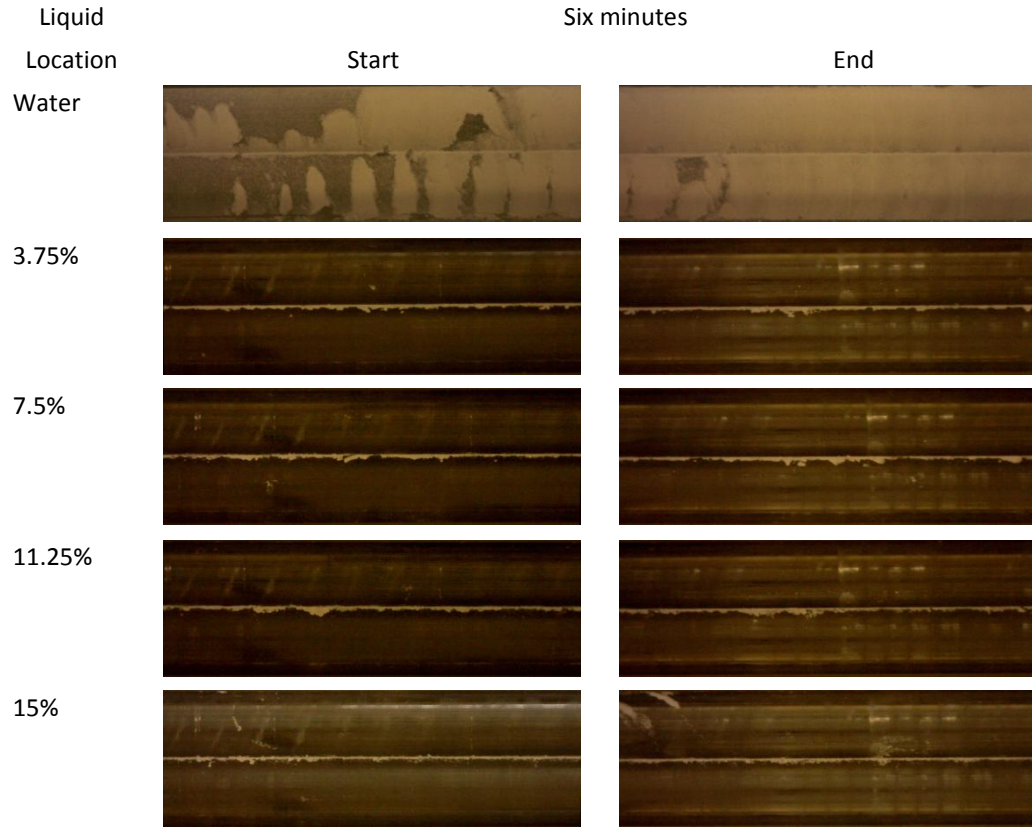 Liquid Six minutes
Location Start End
Water
3.75%
7.5%
11.25%
15%